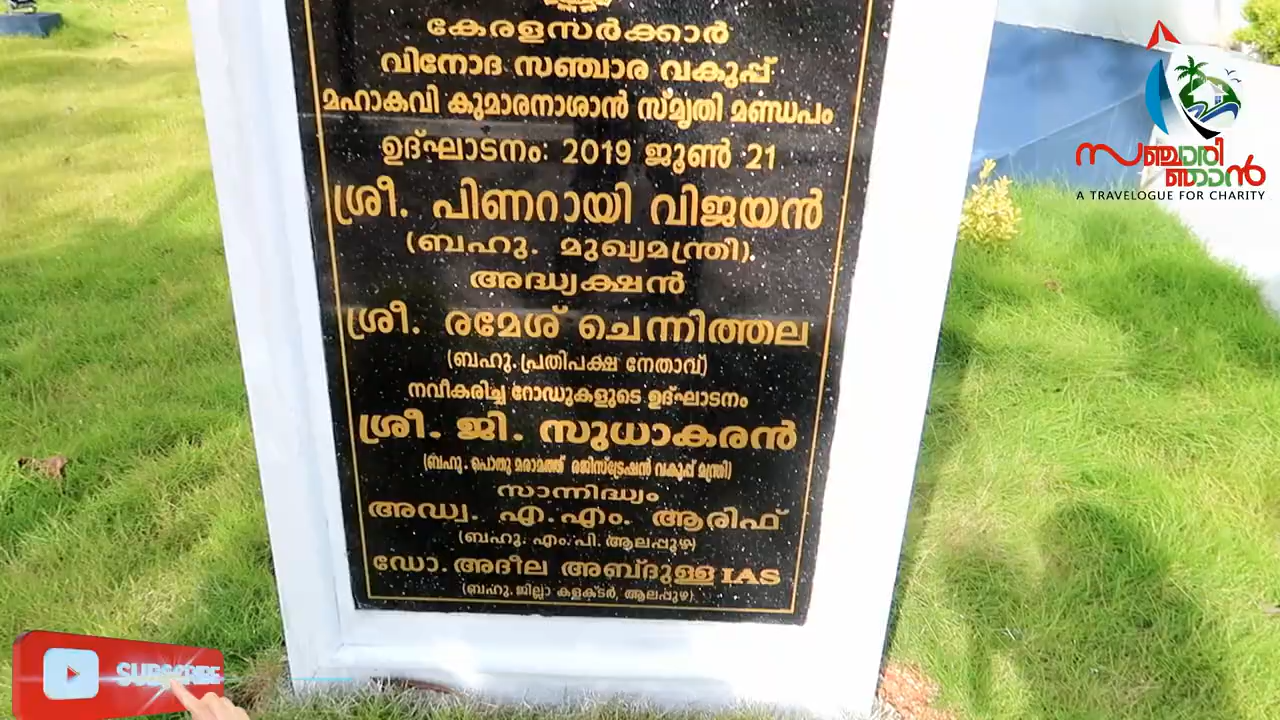 കേരളസർക്കാർ
വിനോദ സഞ്ചാര വകുപ്പ്
മഹാകവി കുമാരനാശാൻ സ്മൃതി മണ്ഡപം
ഉദ്ഘാടനം: 2019 ജൂൺ 21
ശ്രീ. പിണറായി വിജയൻ
(ബഹു. മുഖ്യമന്ത്രി).
അദ്ധ്യക്ഷൻ
ശ്രീ. രമേശ് ചെന്നിത്തല
(ബഹു. പ്രതിപക്ഷ നേതാവ്)
നവീകരിച്ച റോഡുകളുടെ ഉദ്ഘാടനം
ശ്രീ. ജി. സുധാകരൻ
(ബഹു. പൊതു മരാമത്ത് രജിസ്ട്രേഷൻ വകുപ്പ് മന്ത്രി)
സാന്നിദ്ധ്യം
അഡ്വ. എ.എം. ആരിഫ്
(ബഹു. എം.പി. ആലപ്പുഴ)
ഡോ. അദീല അബ്ദുള്ള IAS
(ബഹു. ജില്ലാ കളക്ടർ, ആലപ്പുഴ).
സഞ്ചാരി
ഞാൻ
A TRAVELOGUE FOR CHARITY
SUBSCRIBE